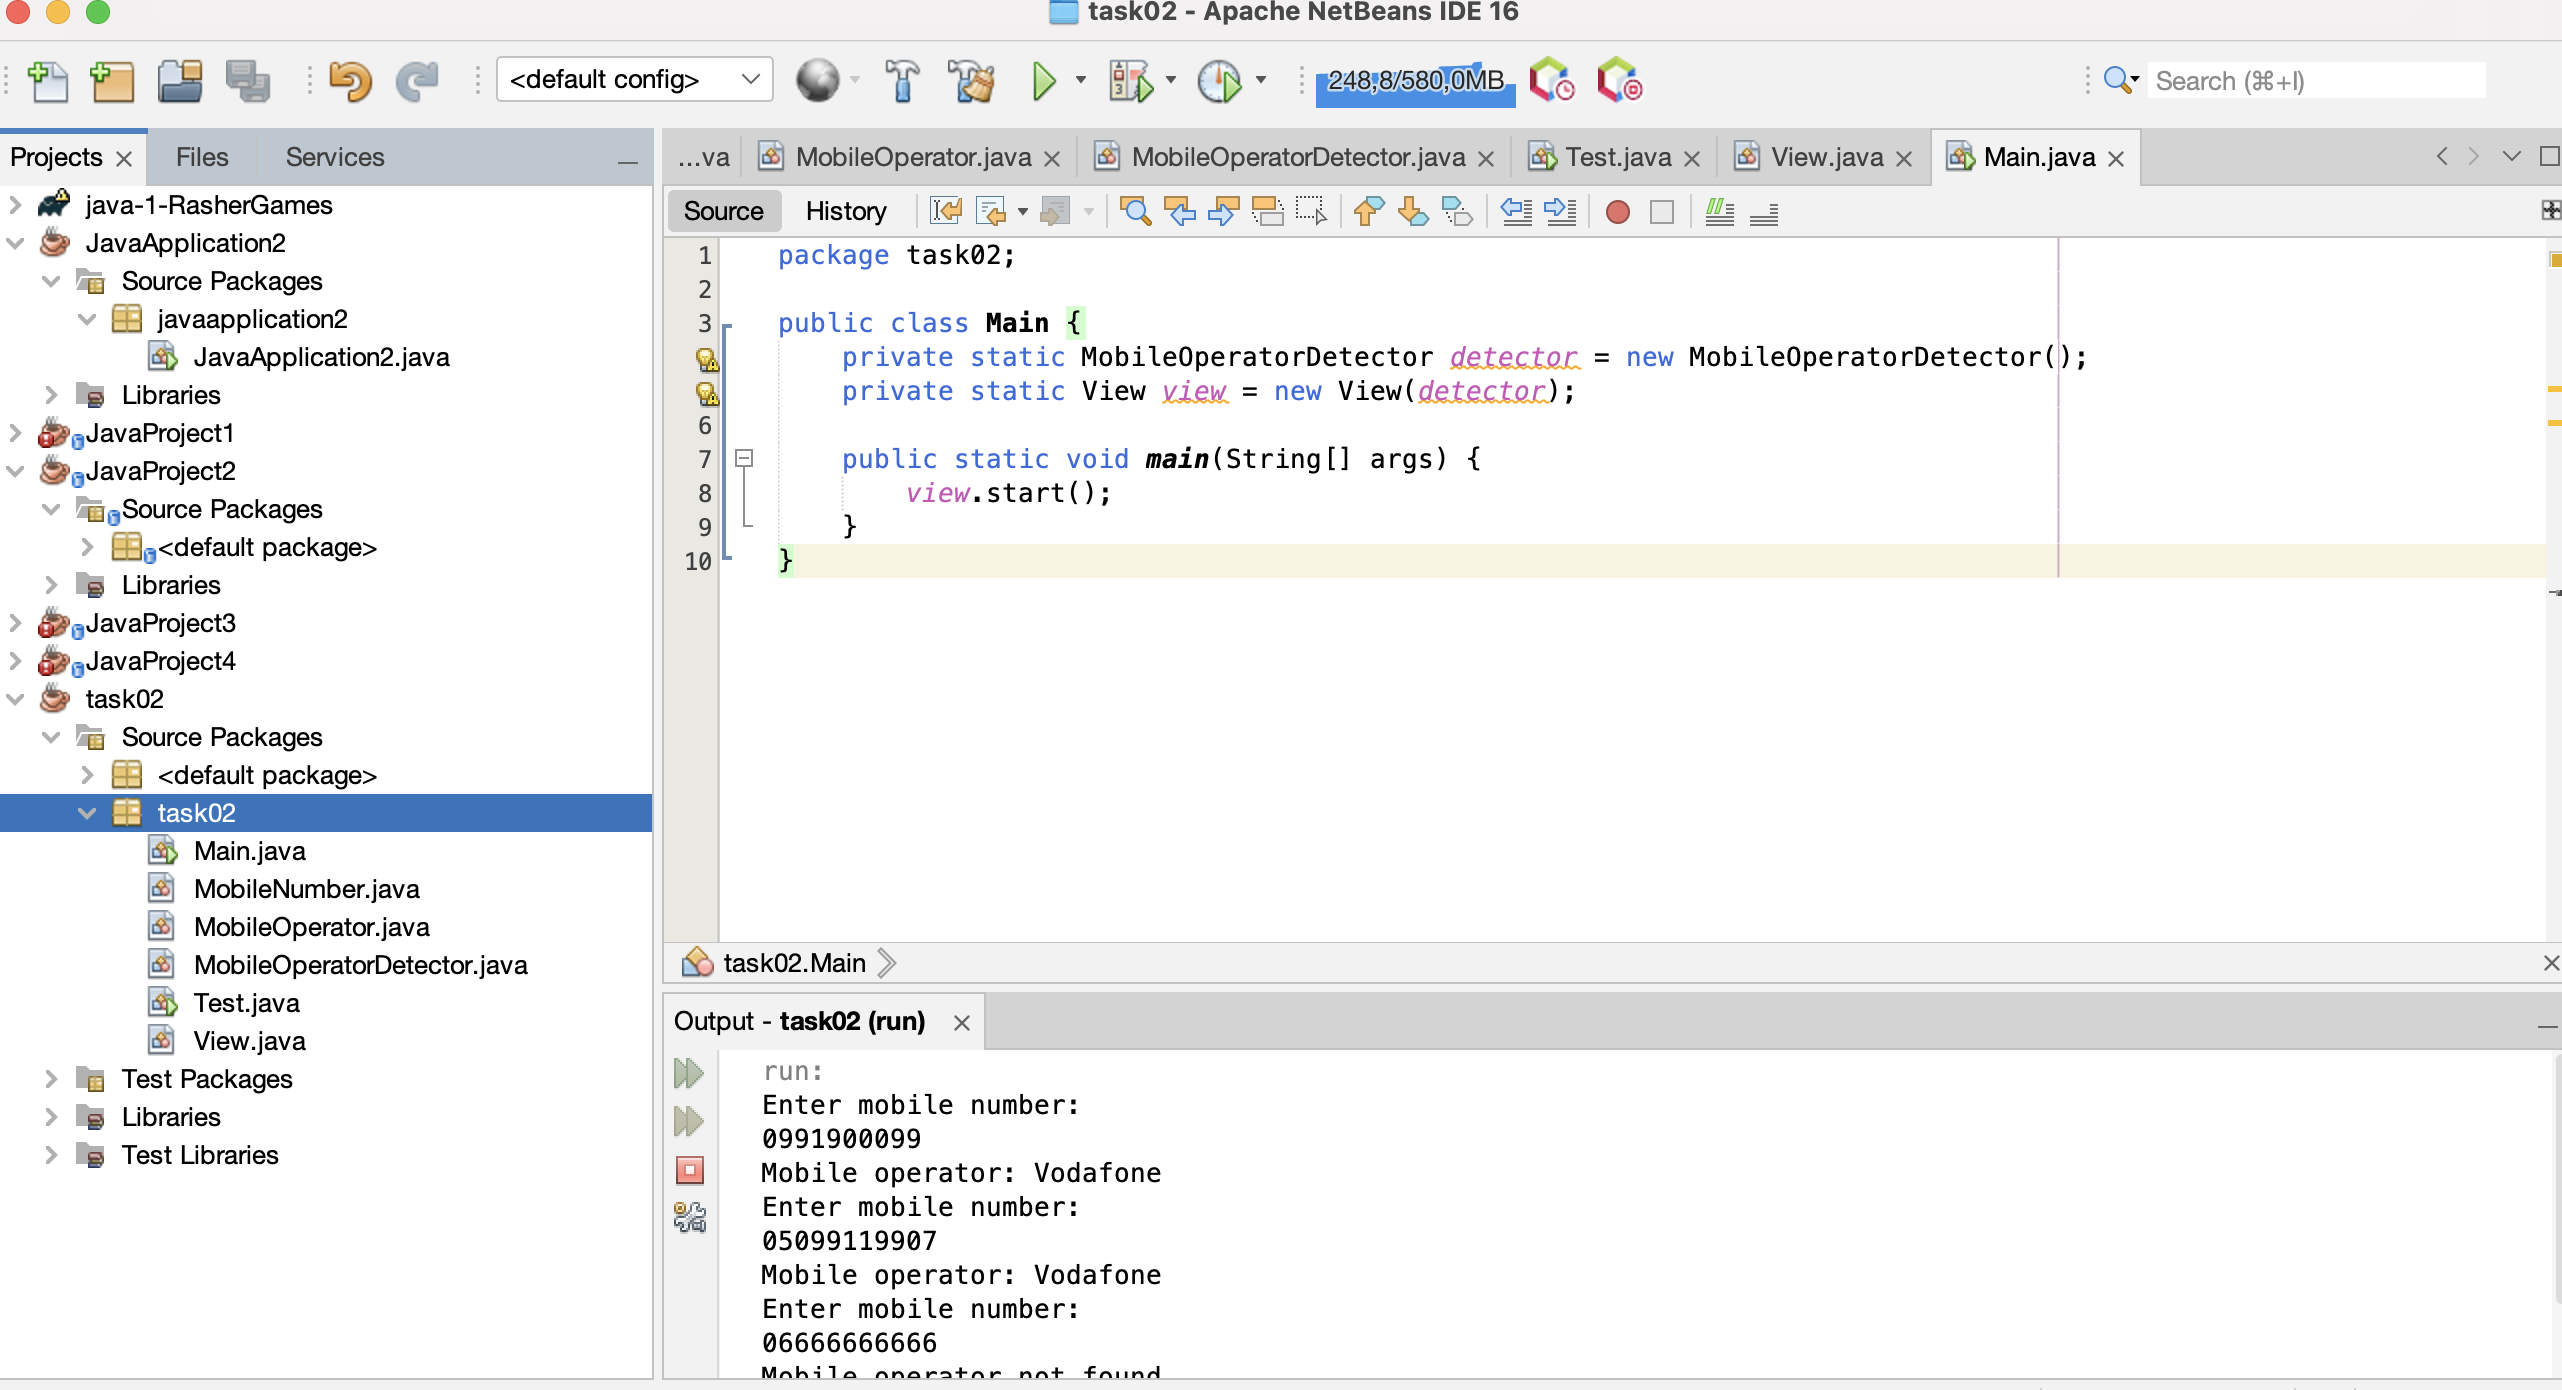 task02 - Apache NetBeans IDE 16
<default config>
248,8/580,0MB
Search (⌘+I)
Projects
Files
Services
java-1-RasherGames
JavaApplication2
Source Packages
javaapplication2
JavaApplication2.java
Libraries
JavaProject1
JavaProject2
Source Packages
<default package>
Libraries
JavaProject3
JavaProject4
task02
Source Packages
<default package>
task02
Main.java
MobileNumber.java
MobileOperator.java
MobileOperatorDetector.java
Test.java
View.java
Test Packages
Libraries
Test Libraries
...va
MobileOperator.java
MobileOperatorDetector.java
Test.java
View.java
Main.java
Source
History
1 package task02;
2
3 public class Main {
private static MobileOperatorDetector detector = new MobileOperatorDetector();
private static View view = new View(detector);
6
7 public static void main(String[] args) {
8 view.start();
9 }
10 }
task02.Main
Output - task02 (run)
run:
Enter mobile number:
0991900099
Mobile operator: Vodafone
Enter mobile number:
05099119907
Mobile operator: Vodafone
Enter mobile number:
06666666666
Mobile operator not found